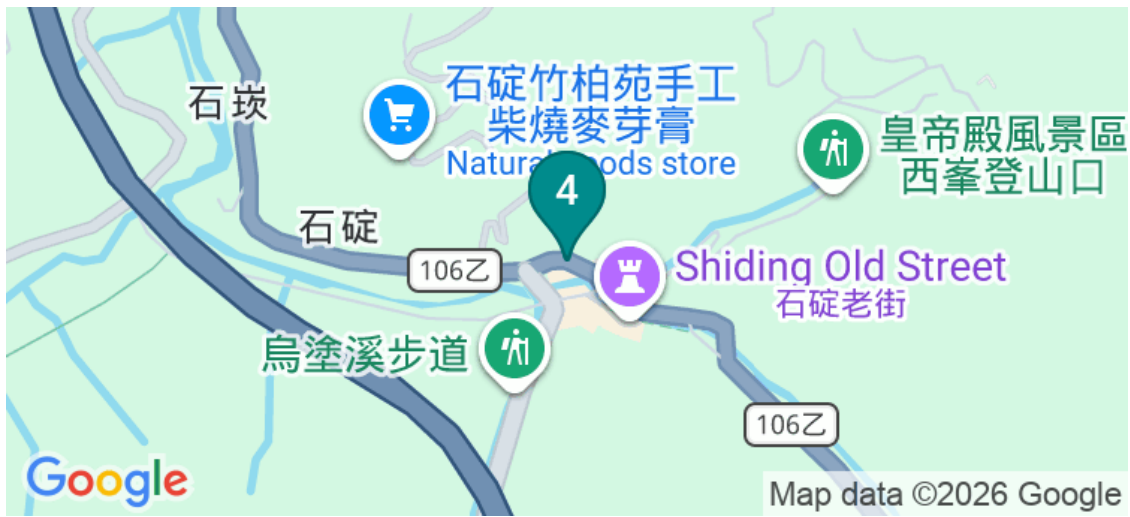 石崁
石碇竹柏苑手工
柴燒麥芽膏
Natural store
4
皇帝殿風景區
西峯登山口
石碇
106乙
Shiding Old Street
石碇老街
烏塗溪步道
106乙
Google
Map data ©2026 Google